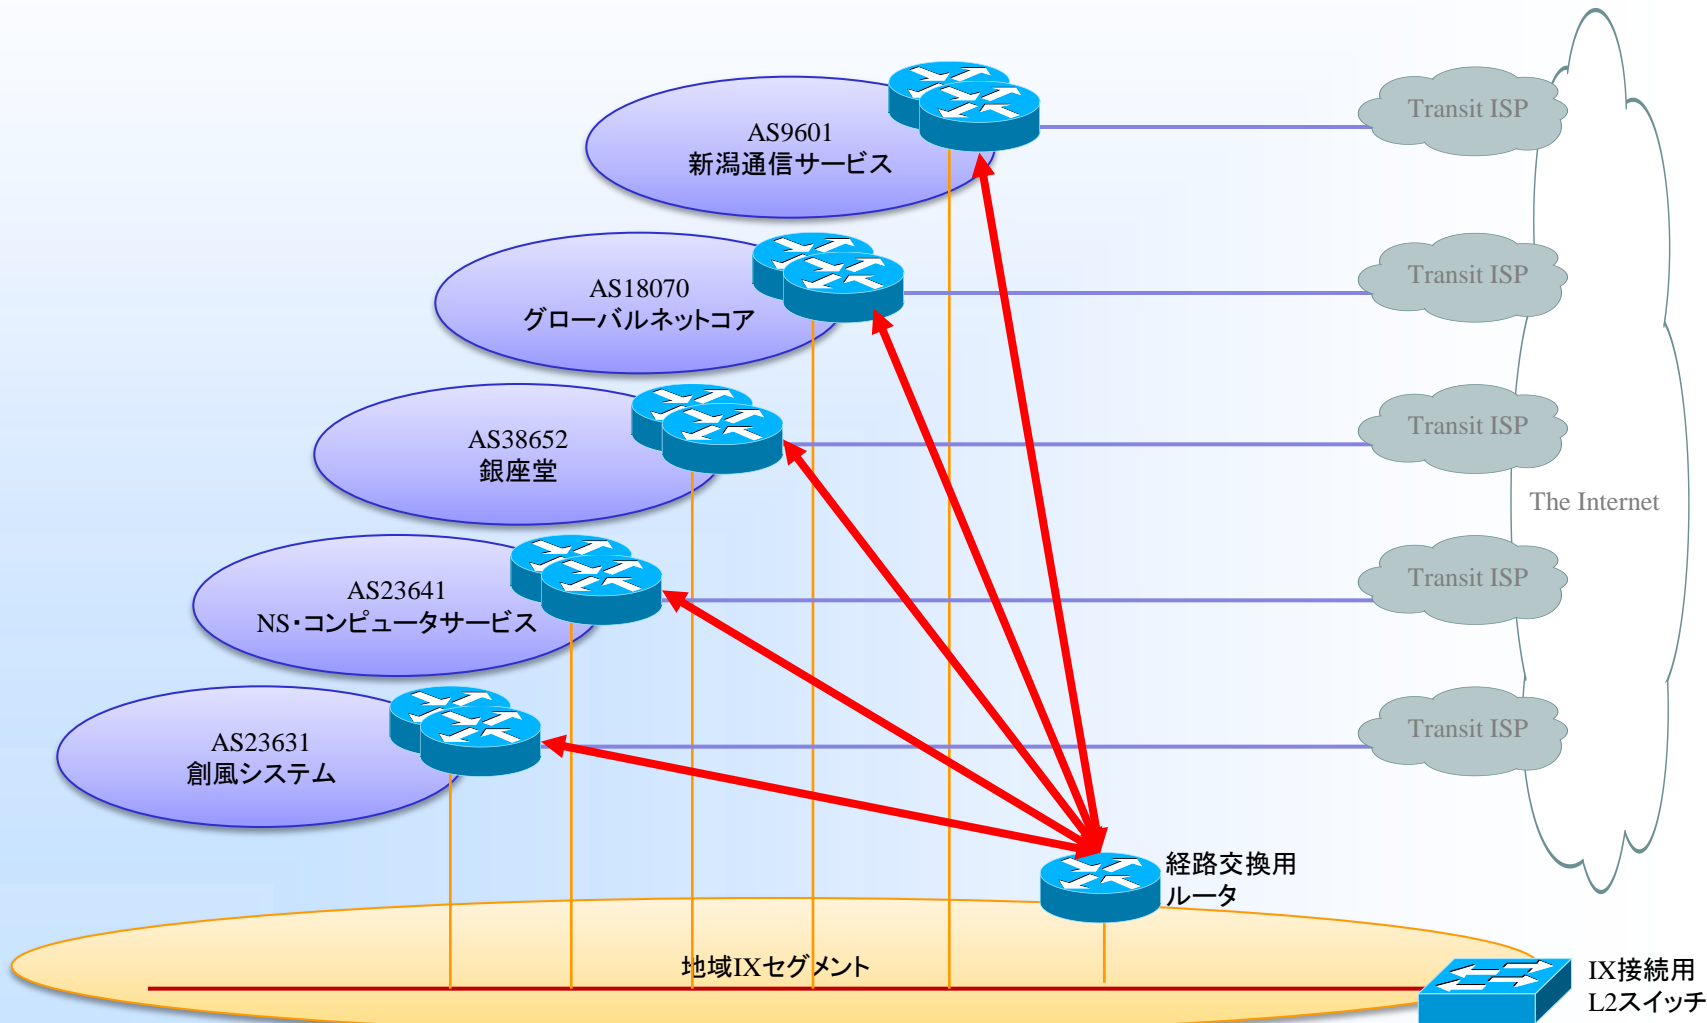 AS9601
新潟通信サービス
Transit ISP
AS18070
グローバルネットコア
Transit ISP
AS38652
銀座堂
Transit ISP
The Internet
AS23641
NS・コンピュータサービス
Transit ISP
AS23631
創風システム
Transit ISP
経路交換用
ルータ
地域IXセグメント
IX接続用
L2スイッチ